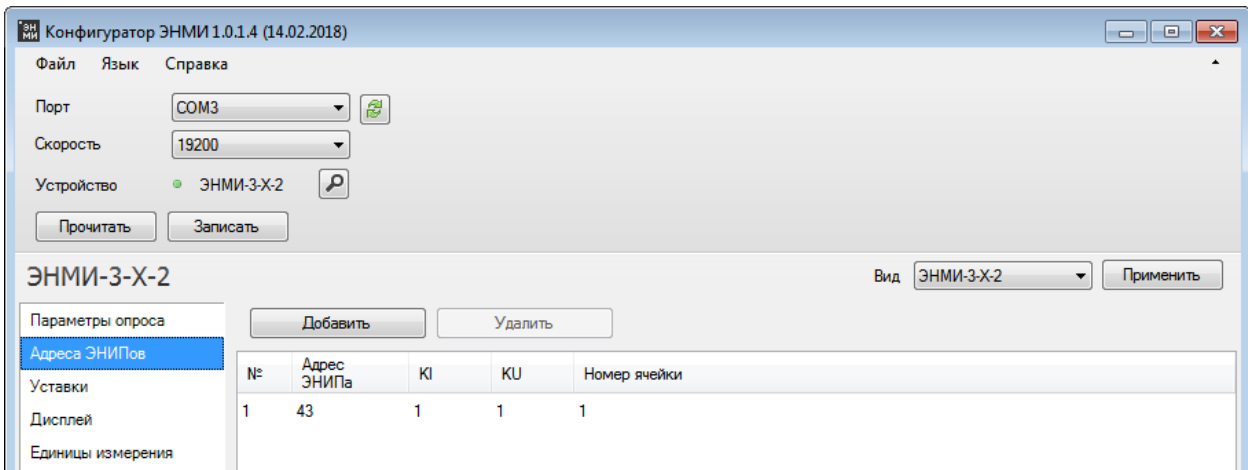 ЭН
МИ
Конфигуратор ЭНМИ 1.0.1.4 (14.02.2018)
Файл Язык Справка
Порт COM3
Скорость 19200
Устройство ЭНМИ-3-X-2
Прочитать Записать
ЭНМИ-3-X-2 Вид ЭНМИ-3-X-2 Применить
Параметры опроса Добавить Удалить
Адреса ЭНИПов
№ Адрес ЭНИПа KI KU Номер ячейки
Уставки
1 43 1 1 1
Дисплей
Единицы измерения